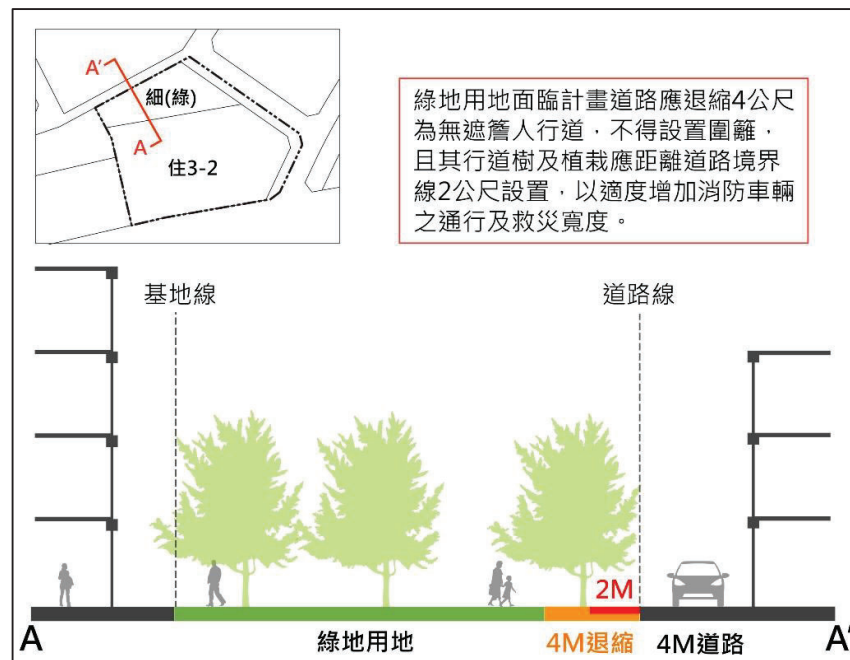 A'
細(綠)
A
住3-2
綠地用地面臨計畫道路應退縮4公尺
為無遮簷人行道，不得設置圍籬，
且其行道樹及植栽應距離道路境界
線2公尺設置，以適度增加消防車輛
之通行及救災寬度。
基地線
道路線
2M
A
綠地用地
4M退縮
4M道路
A'